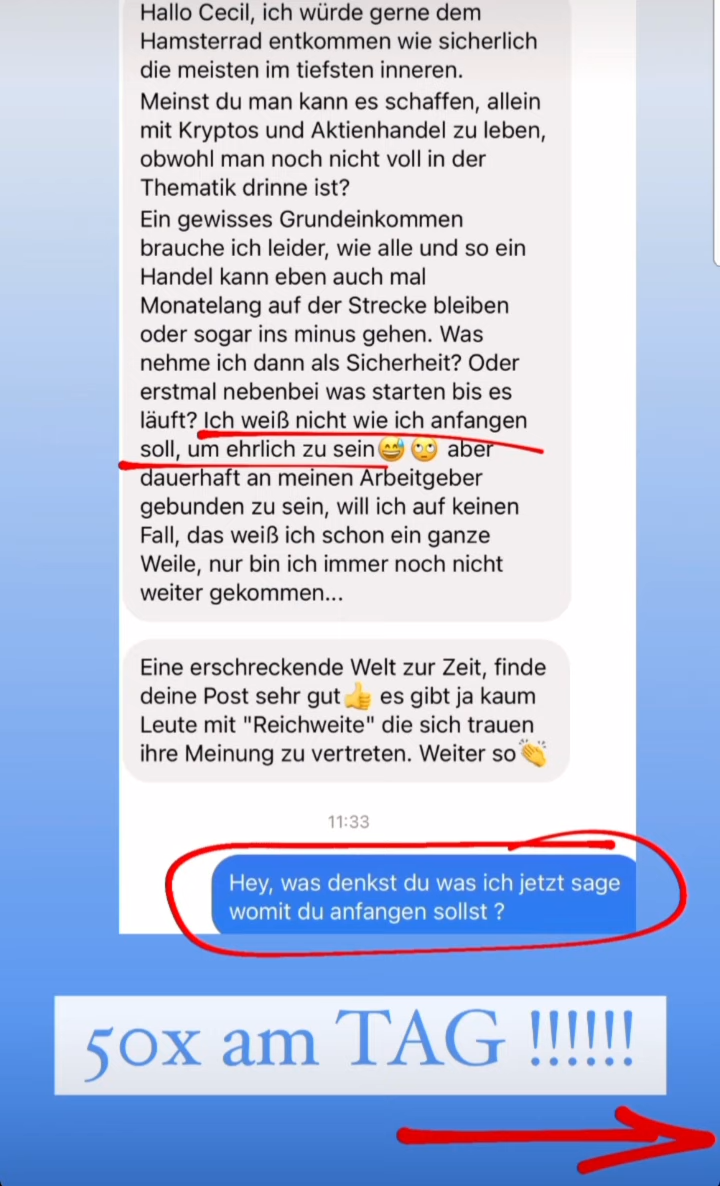 Hallo Cecil, ich würde gerne dem
Hamsterrad entkommen wie sicherlich
die meisten im tiefsten inneren.
Meinst du man kann es schaffen, allein
mit Kryptos und Aktienhandel zu leben,
obwohl man noch nicht voll in der
Thematik drinne ist?
Ein gewisses Grundeinkommen
brauche ich leider, wie alle und so ein
Handel kann eben auch mal
Monatelang auf der Strecke bleiben
oder sogar ins minus gehen. Was
nehme ich dann als Sicherheit? Oder
erstmal nebenbei was starten bis es
läuft? Ich weiß nicht wie ich anfangen
soll, um ehrlich zu sein😅🙄 aber
dauerhaft an meinen Arbeitgeber
gebunden zu sein, will ich auf keinen
Fall, das weiß ich schon ein ganze
Weile, nur bin ich immer noch nicht
weiter gekommen...
Eine erschreckende Welt zur Zeit, finde
deine Post sehr gut👍 es gibt ja kaum
Leute mit "Reichweite" die sich trauen
ihre Meinung zu vertreten. Weiter so👏
11:33
Hey, was denkst du was ich jetzt sage
womit du anfangen sollst ?
50x am TAG !!!!!!